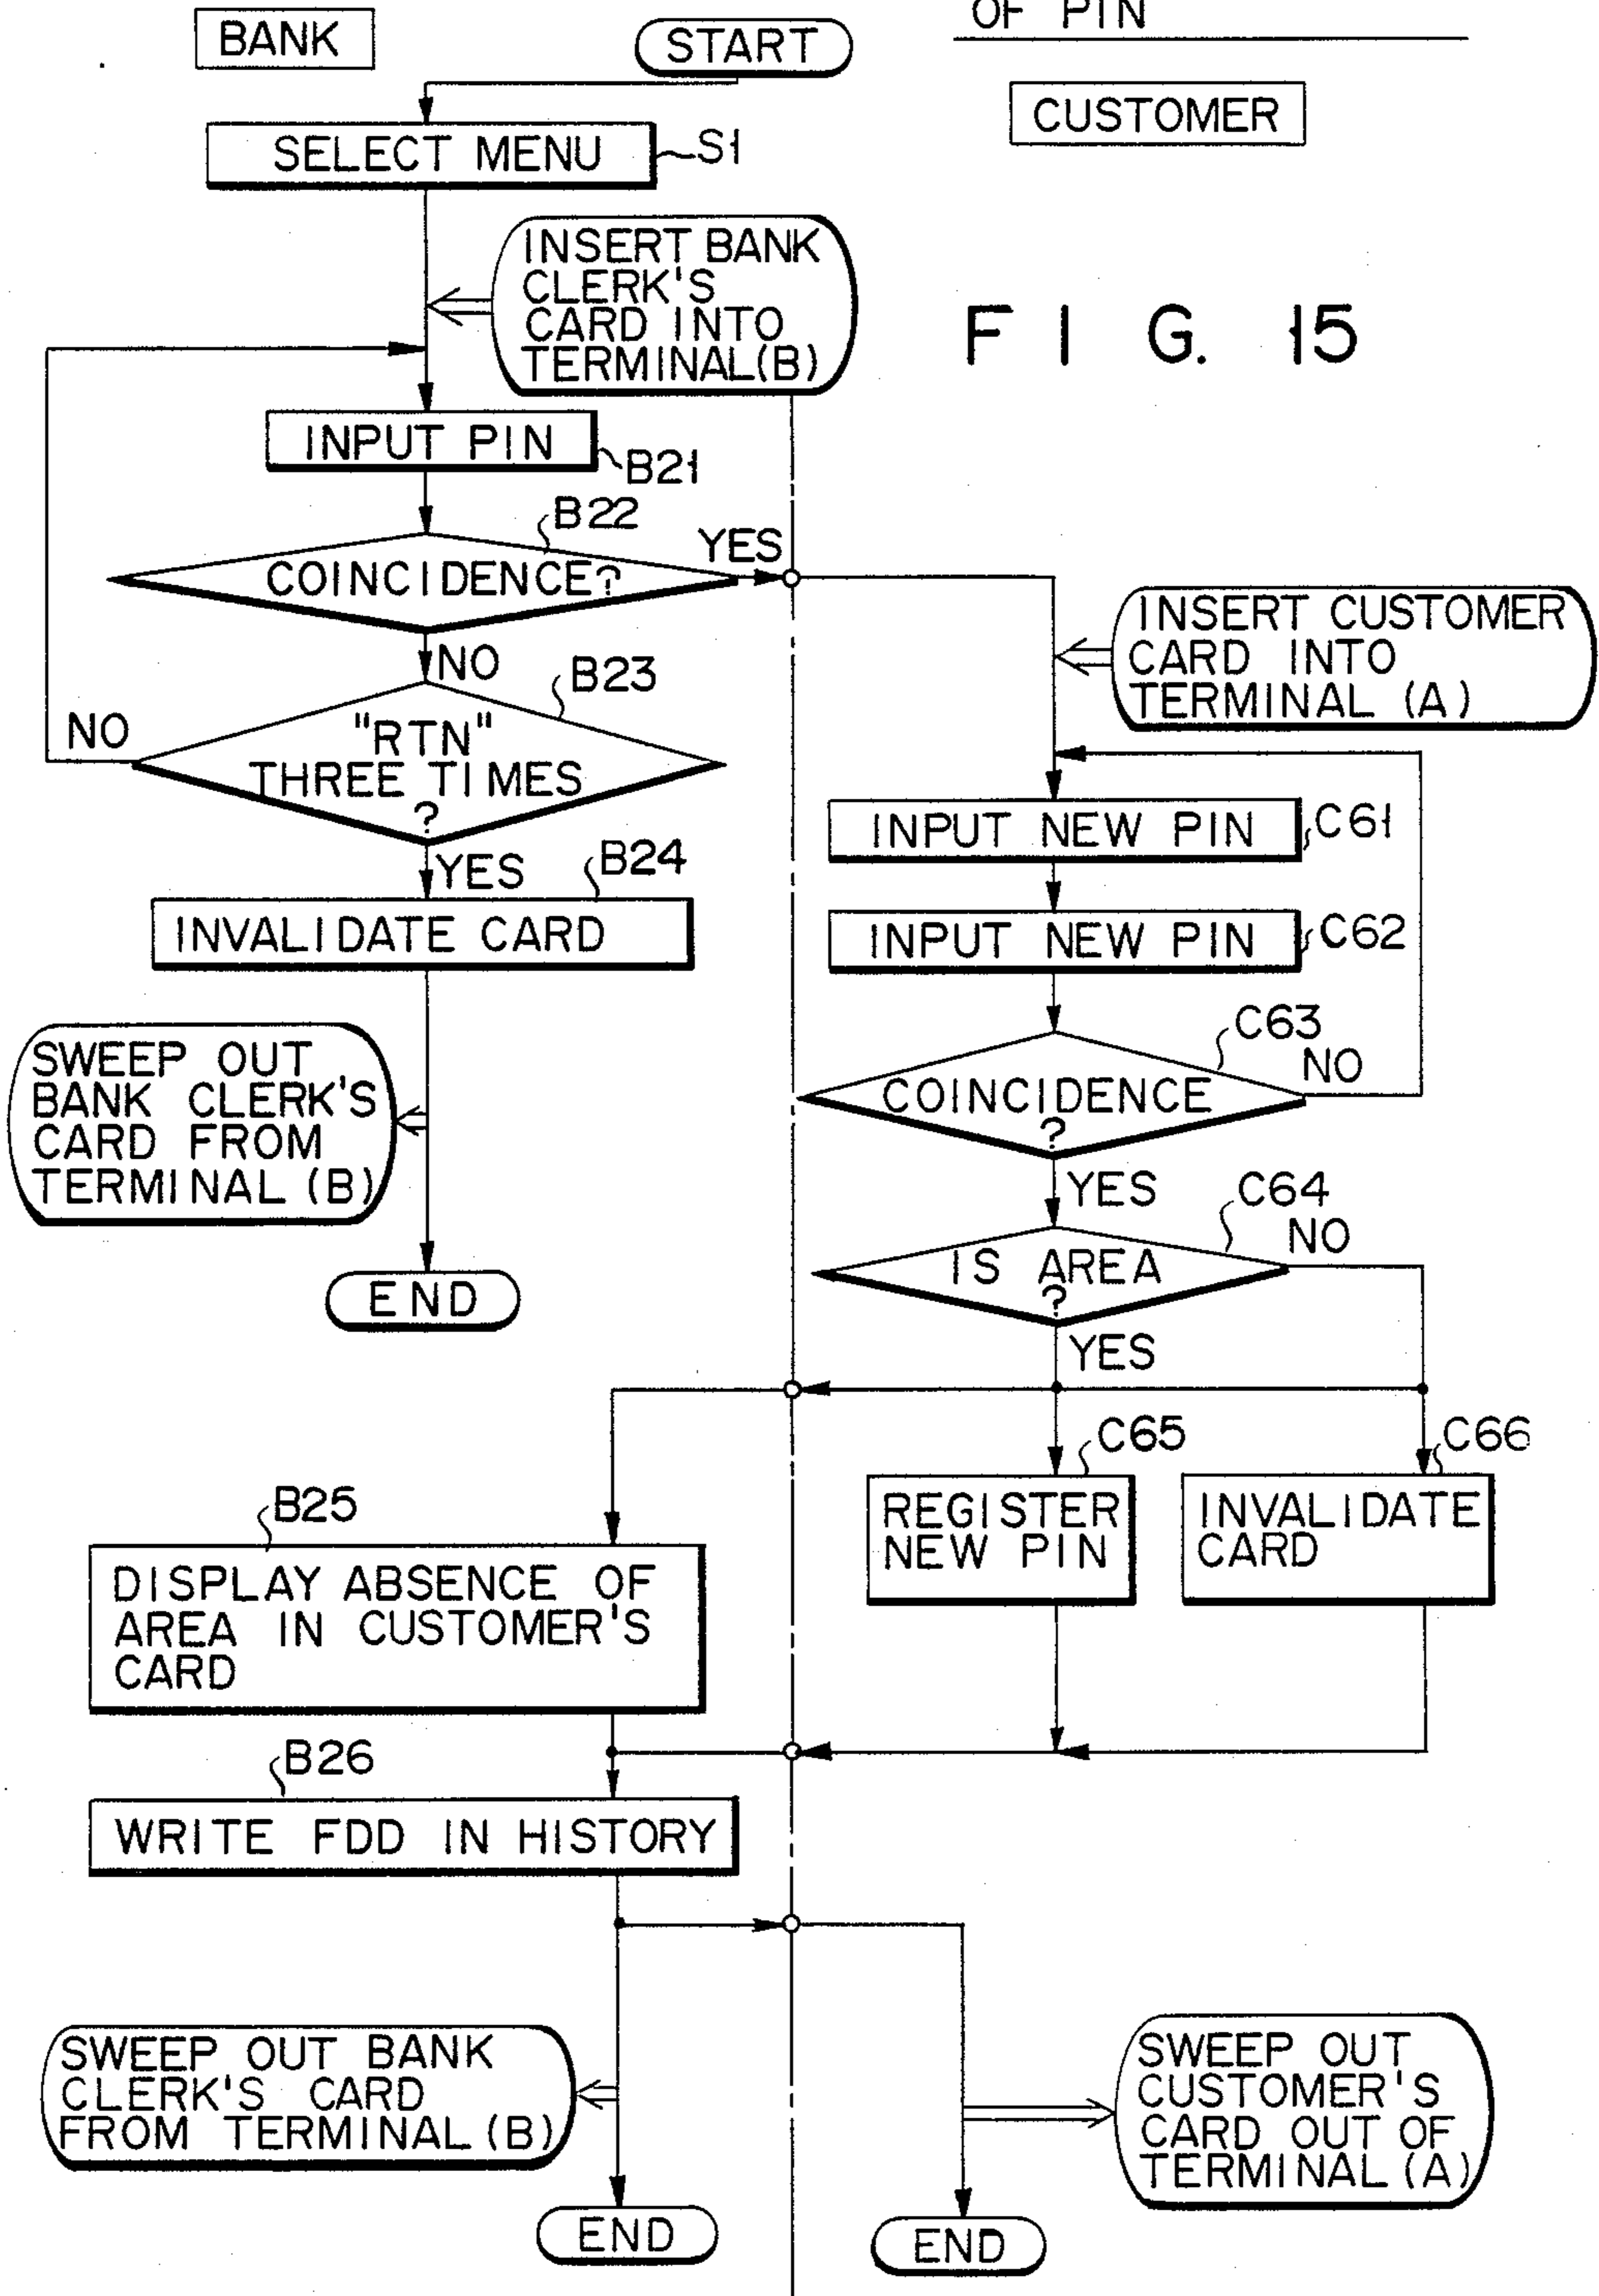 OF PIN
BANK
START
CUSTOMER
SELECT MENU
S1
INSERT BANK
CLERK'S
CARD INTO
TERMINAL(B)
F I G. 15
INPUT PIN
B21
B22
YES
COINCIDENCE?
INSERT CUSTOMER
CARD INTO
TERMINAL (A)
NO
B23
NO
"RTN"
THREE TIMES
?
INPUT NEW PIN
C61
YES
B24
INVALIDATE CARD
INPUT NEW PIN
C62
C63
NO
COINCIDENCE
?
SWEEP OUT
BANK CLERK'S
CARD FROM
TERMINAL (B)
YES
C64
NO
IS AREA
?
END
YES
C65
C66
REGISTER
NEW PIN
INVALIDATE
CARD
B25
DISPLAY ABSENCE OF
AREA IN CUSTOMER'S
CARD
B26
WRITE FDD IN HISTORY
SWEEP OUT BANK
CLERK'S CARD
FROM TERMINAL (B)
SWEEP OUT
CUSTOMER'S
CARD OUT OF
TERMINAL (A)
END
END